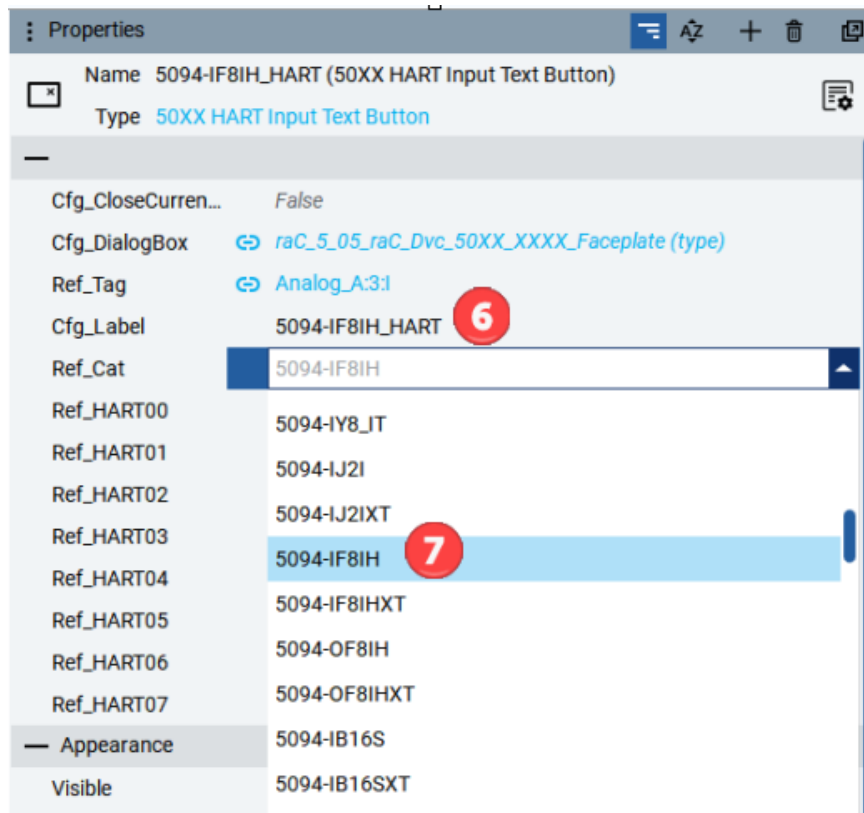 Properties
AZ
Name 5094-IF8IH_HART (50XX HART Input Text Button)
Type 50XX HART Input Text Button
Cfg_CloseCurren... False
Cfg_DialogBox raC_5_05_raC_Dvc_50XX_XXXX_Faceplate (type)
Ref_Tag Analog_A:3:I
Cfg_Label 5094-IF8IH_HART 6
Ref_Cat 5094-IF8IH
Ref_HART00
5094-IY8_IT
Ref_HART01
5094-IJ2I
Ref_HART02
5094-IJ2IXT
Ref_HART03
5094-IF8IH 7
Ref_HART04
5094-IF8IHXT
Ref_HART05
5094-OF8IH
Ref_HART06
5094-OF8IHXT
Ref_HART07
Appearance
5094-IB16S
Visible
5094-IB16SXT